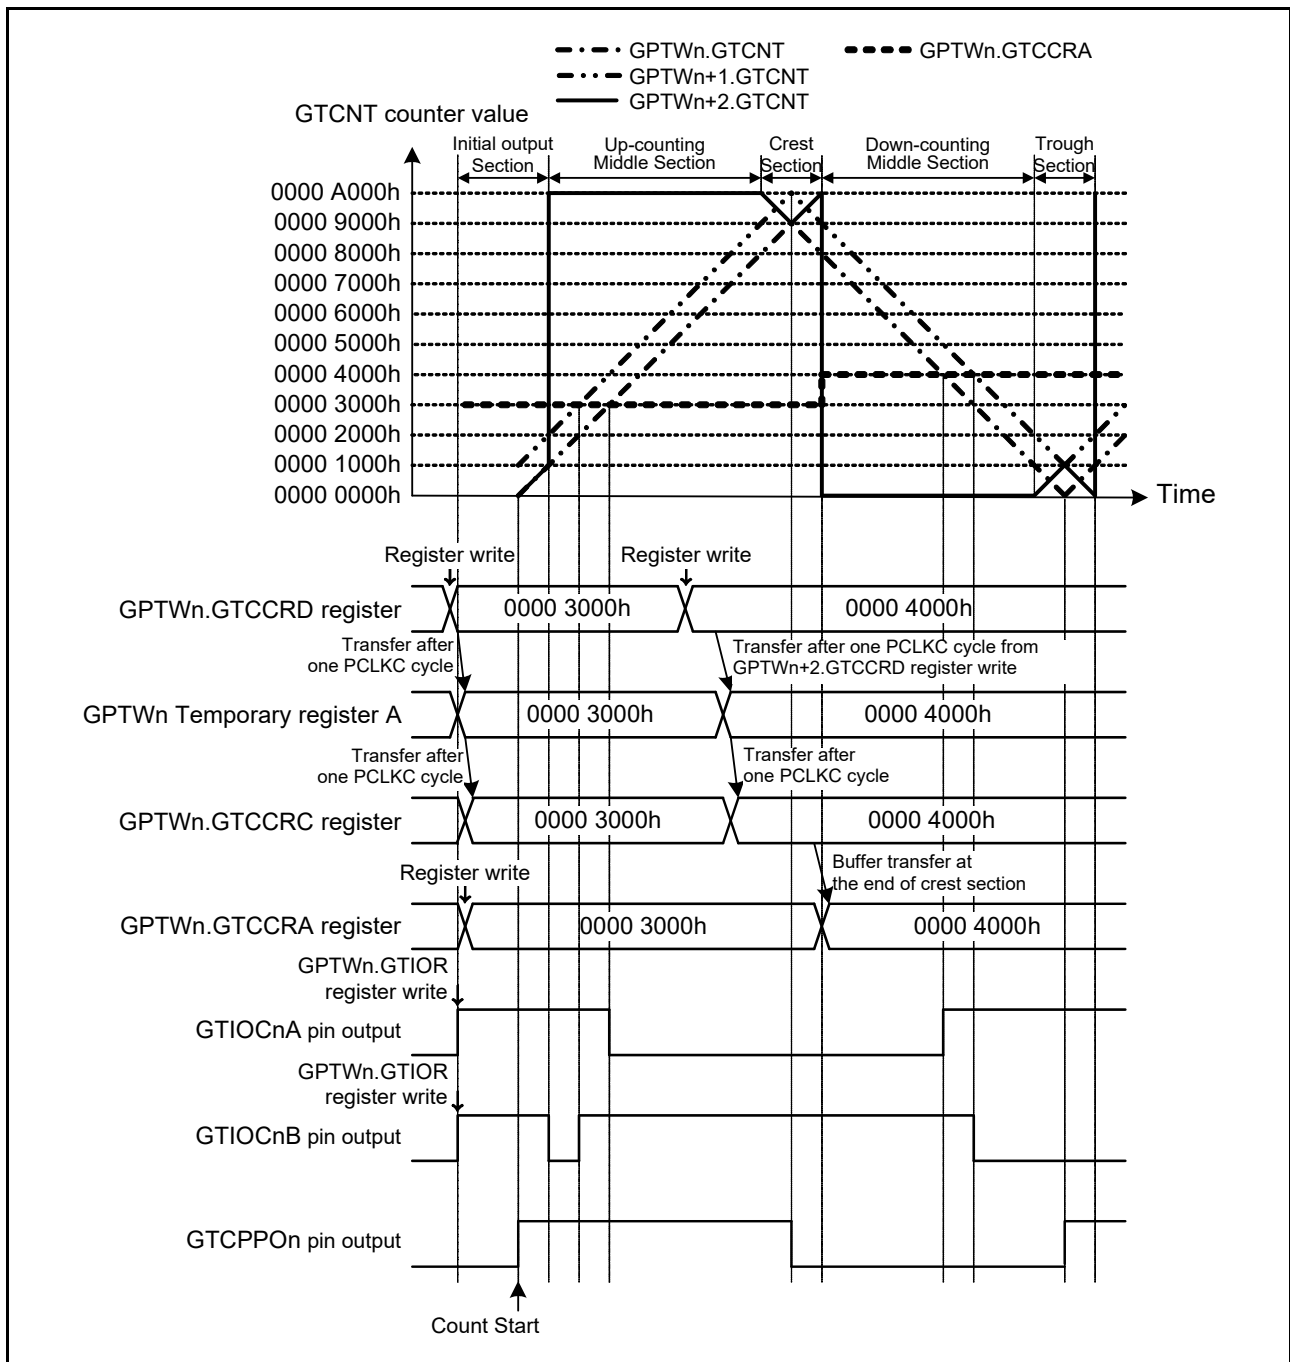 GPTWn.GTCNT
GPTWn.GTCCRA
GPTWn+1.GTCNT
GPTWn+2.GTCNT
GTCNT counter value
Initial output
Section
Up-counting
Middle Section
Crest
Section
Down-counting
Middle Section
Trough
Section
0000 A000h
0000 9000h
0000 8000h
0000 7000h
0000 6000h
0000 5000h
0000 4000h
0000 3000h
0000 2000h
0000 1000h
0000 0000h
Time
Register write
Register write
GPTWn.GTCCRD register
0000 3000h
0000 4000h
Transfer after
one PCLKC cycle
Transfer after one PCLKC cycle from
GPTWn+2.GTCCRD register write
GPTWn Temporary register A
0000 3000h
0000 4000h
Transfer after
one PCLKC cycle
Transfer after
one PCLKC cycle
GPTWn.GTCCRC register
0000 3000h
0000 4000h
Register write
Buffer transfer at
the end of crest section
GPTWn.GTCCRA register
0000 3000h
0000 4000h
GPTWn.GTIOR
register write
GTIOCnA pin output
GPTWn.GTIOR
register write
GTIOCnB pin output
GTCPPOn pin output
Count Start